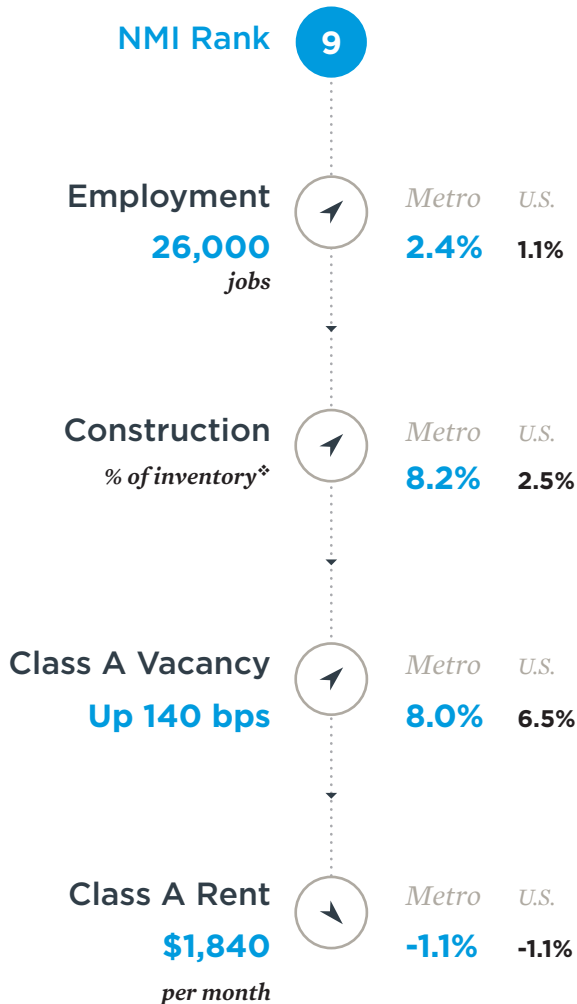 NMI Rank 9
Employment Metro U.S.
26,000 2.4% 1.1%
jobs
Construction Metro U.S.
% of inventory❖ 8.2% 2.5%
Class A Vacancy Metro U.S.
Up 140 bps 8.0% 6.5%
Class A Rent Metro U.S.
$1,840 -1.1% -1.1%
per month